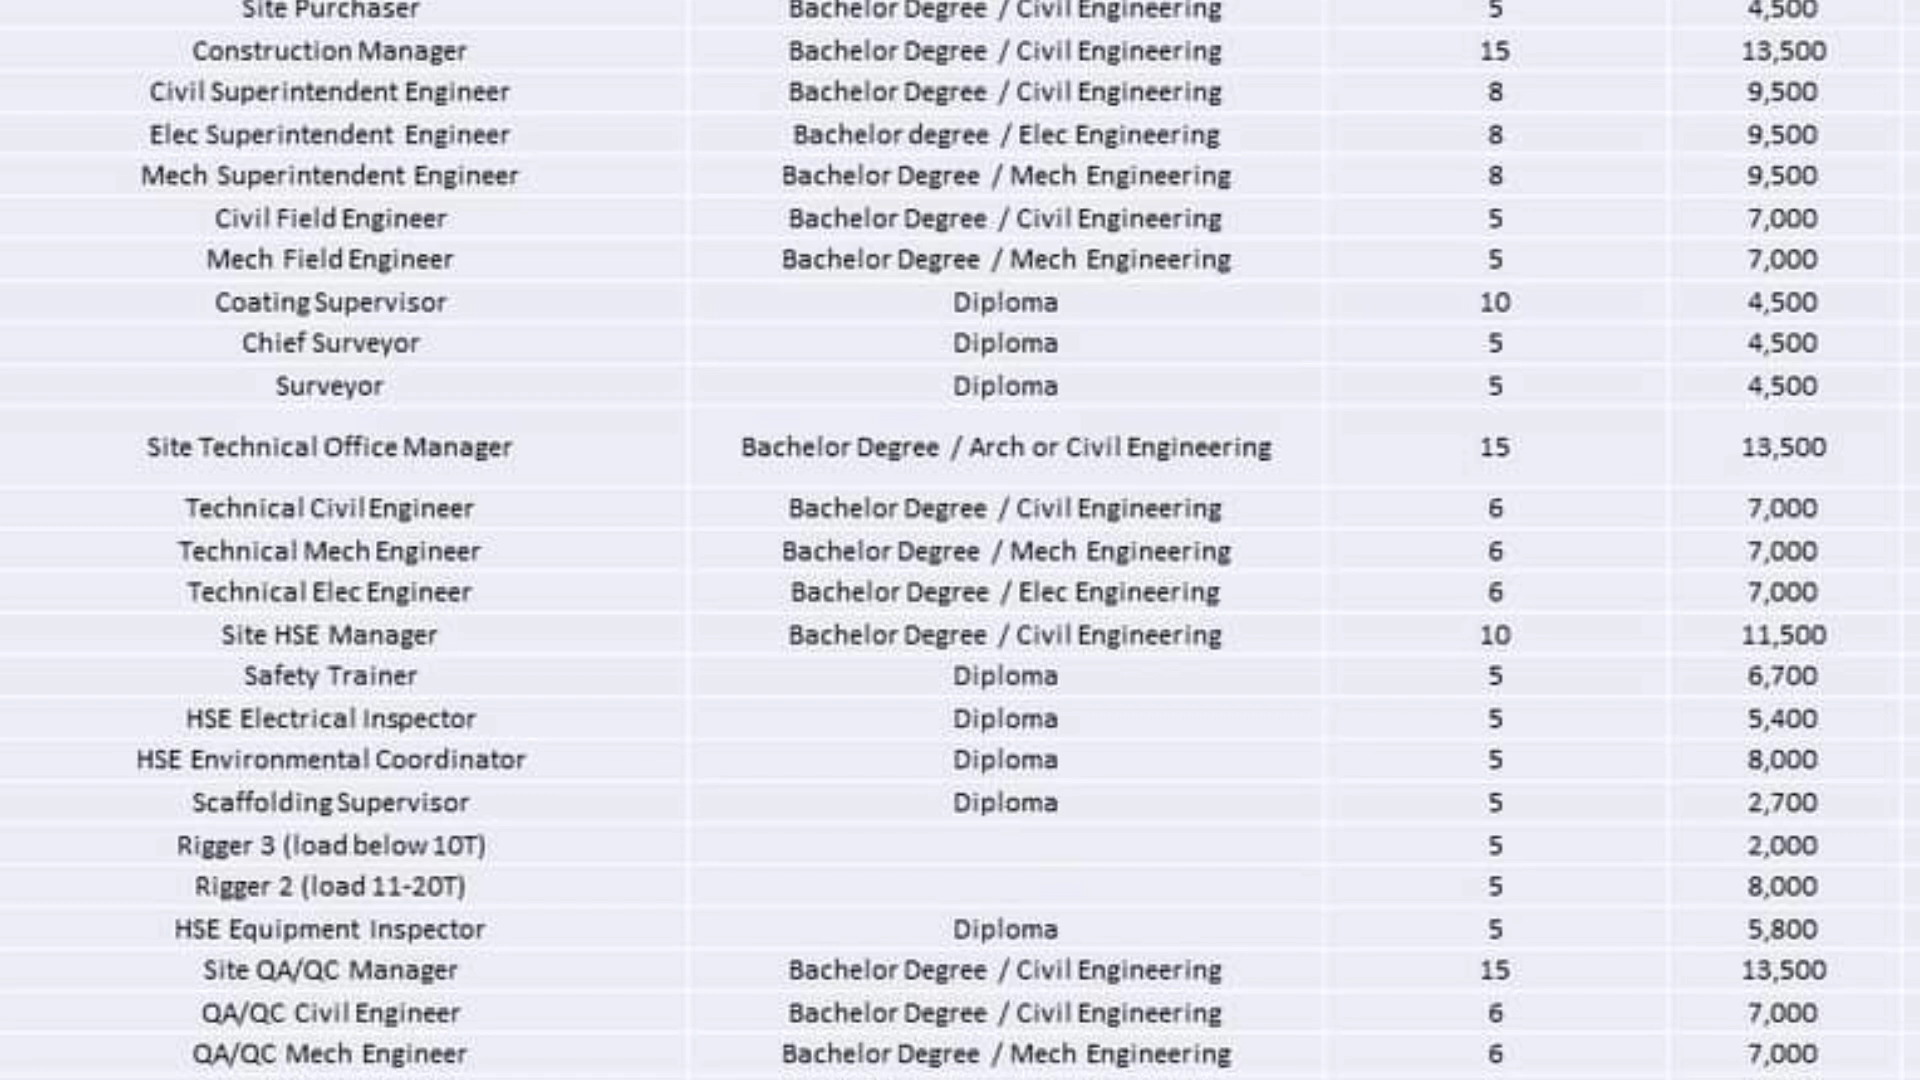 Site Purchaser Bachelor Degree / Civil Engineering 5 4,500
Construction Manager Bachelor Degree / Civil Engineering 15 13,500
Civil Superintendent Engineer Bachelor Degree / Civil Engineering 8 9,500
Elec Superintendent Engineer Bachelor degree / Elec Engineering 8 9,500
Mech Superintendent Engineer Bachelor Degree / Mech Engineering 8 9,500
Civil Field Engineer Bachelor Degree / Civil Engineering 5 7,000
Mech Field Engineer Bachelor Degree / Mech Engineering 5 7,000
Coating Supervisor Diploma 10 4,500
Chief Surveyor Diploma 5 4,500
Surveyor Diploma 5 4,500
Site Technical Office Manager Bachelor Degree / Arch or Civil Engineering 15 13,500
Technical Civil Engineer Bachelor Degree / Civil Engineering 6 7,000
Technical Mech Engineer Bachelor Degree / Mech Engineering 6 7,000
Technical Elec Engineer Bachelor Degree / Elec Engineering 6 7,000
Site HSE Manager Bachelor Degree / Civil Engineering 10 11,500
Safety Trainer Diploma 5 6,700
HSE Electrical Inspector Diploma 5 5,400
HSE Environmental Coordinator Diploma 5 8,000
Scaffolding Supervisor Diploma 5 2,700
Rigger 3 (load below 10T) 5 2,000
Rigger 2 (load 11-20T) 5 8,000
HSE Equipment Inspector Diploma 5 5,800
Site QA/QC Manager Bachelor Degree / Civil Engineering 15 13,500
QA/QC Civil Engineer Bachelor Degree / Civil Engineering 6 7,000
QA/QC Mech Engineer Bachelor Degree / Mech Engineering 6 7,000